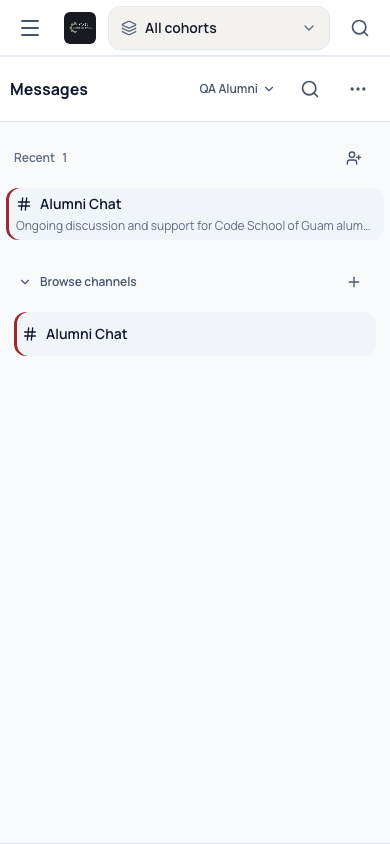 All cohorts
Messages
QA Alumni
Recent 1
# Alumni Chat
Ongoing discussion and support for Code School of Guam alum...
Browse channels
# Alumni Chat